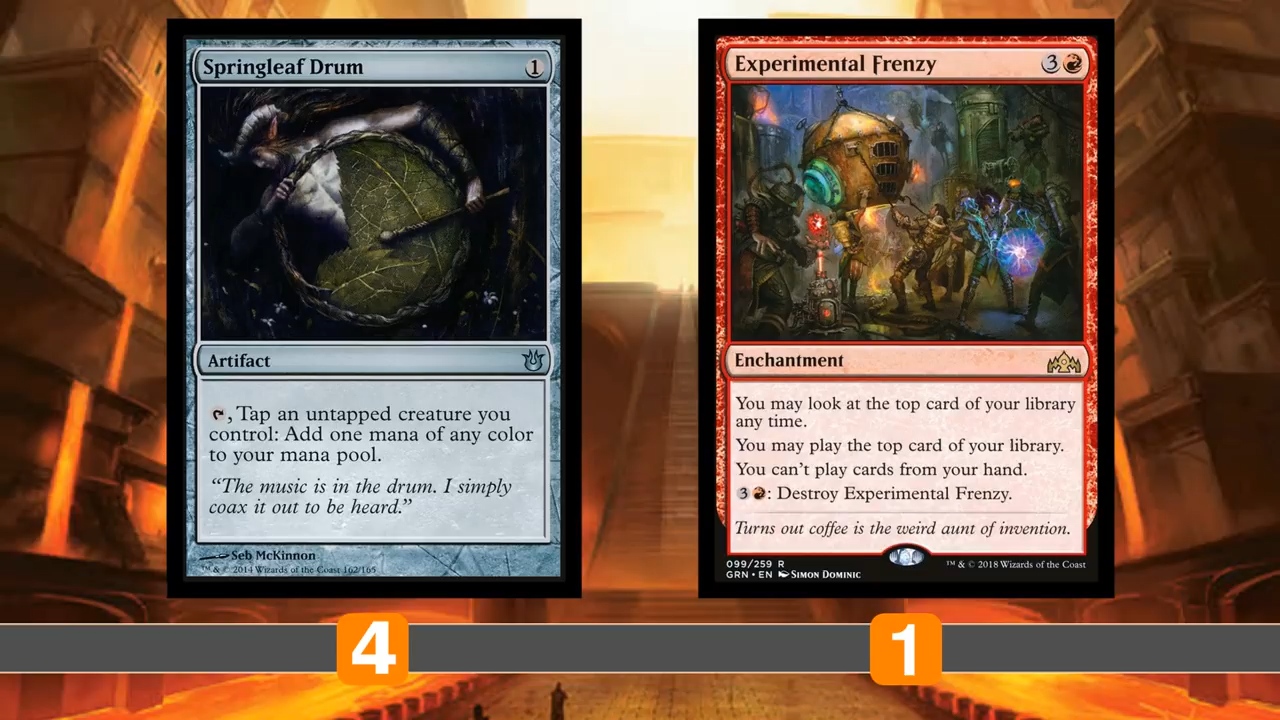 Springleaf Drum 1
Artifact
, Tap an untapped creature you
control: Add one mana of any color
to your mana pool.
“The music is in the drum. I simply
coax it out to be heard.”
Seb McKinnon
™ & © 2014 Wizards of the Coast 162/165
4
Experimental Frenzy 3
Enchantment
You may look at the top card of your library
any time.
You may play the top card of your library.
You can’t play cards from your hand.
3 : Destroy Experimental Frenzy.
Turns out coffee is the weird aunt of invention.
099/259 R
GRN • EN Simon Dominic
™ & © 2018 Wizards of the Coast
1